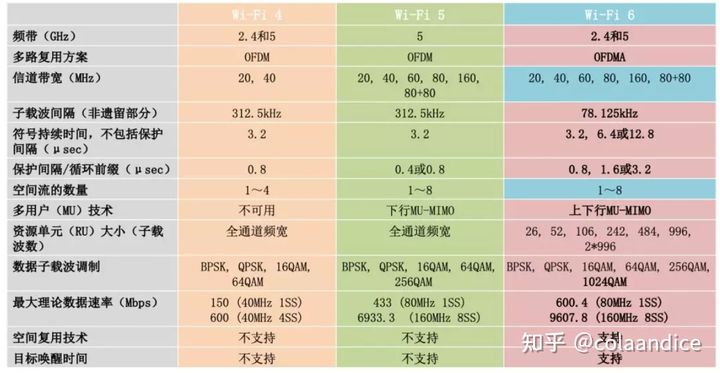 Wi-Fi 4 Wi-Fi 5 Wi-Fi 6
频带（GHz） 2.4和5 5 2.4和5
多路复用方案 OFDM OFDM OFDMA
信道带宽（MHz） 20, 40 20, 40, 60, 80, 160, 80+80 20, 40, 60, 80, 160, 80+80
子载波间隔（非遗留部分） 312.5kHz 312.5kHz 78.125kHz
符号持续时间，不包括保护间隔（μsec） 3.2 3.2 3.2, 6.4或12.8
保护间隔/循环前缀（μsec） 0.8 0.4或0.8 0.8, 1.6或3.2
空间流的数量 1～4 1～8 1～8
多用户（MU）技术 不可用 下行MU-MIMO 上下行MU-MIMO
资源单元（RU）大小（子载波数） 全通道频宽 全通道频宽 26, 52, 106, 242, 484, 996, 2*996
数据子载波调制 BPSK, QPSK, 16QAM, 64QAM BPSK, QPSK, 16QAM, 64QAM, 256QAM BPSK, QPSK, 16QAM, 64QAM, 256QAM, 1024QAM
最大理论数据速率（Mbps） 150 (40MHz 1SS) 433 (80MHz 1SS) 600.4 (80MHz 1SS)
600 (40MHz 4SS) 6933.3 (160MHz 8SS) 9607.8 (160MHz 8SS)
空间复用技术 不支持 不支持 支持
目标唤醒时间 不支持 不支持 支持
知乎 @colaandice